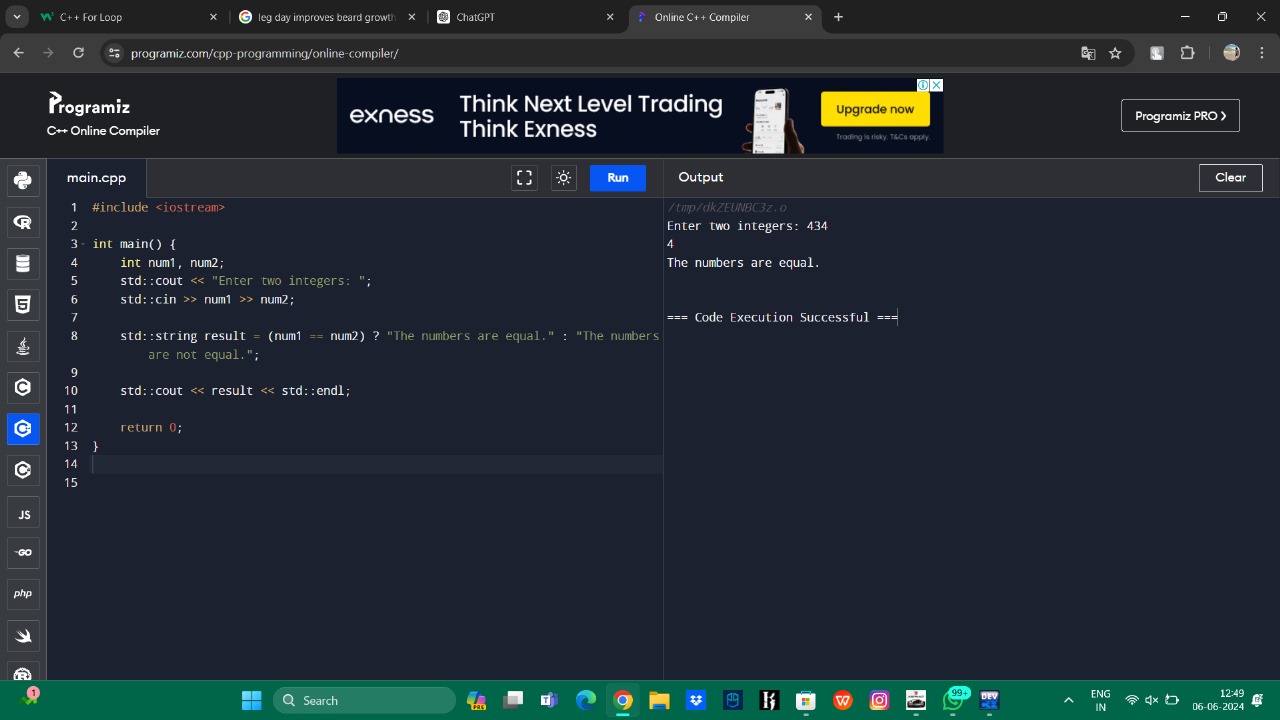 C++ For Loop
leg day improves beard growth
ChatGPT
Online C++ Compiler
programiz.com/cpp-programming/online-compiler/
Programiz
C++ Online Compiler
exness
Think Next Level Trading
Think Exness
Upgrade now
Trading is risky. T&Cs apply.
Programiz PRO
main.cpp
Run
Output
Clear
1 #include <iostream>
2
3 int main() {
4 int num1, num2;
5 std::cout << "Enter two integers: ";
6 std::cin >> num1 >> num2;
7
8 std::string result = (num1 == num2) ? "The numbers are equal." : "The numbers
are not equal.";
9
10 std::cout << result << std::endl;
11
12 return 0;
13 }
14
15
/tmp/dkZEUNBC3z.o
Enter two integers: 434
4
The numbers are equal.
=== Code Execution Successful ===
JS
GO
php
1
Search
99+
DEV
ENG
IN
12:49
06-06-2024